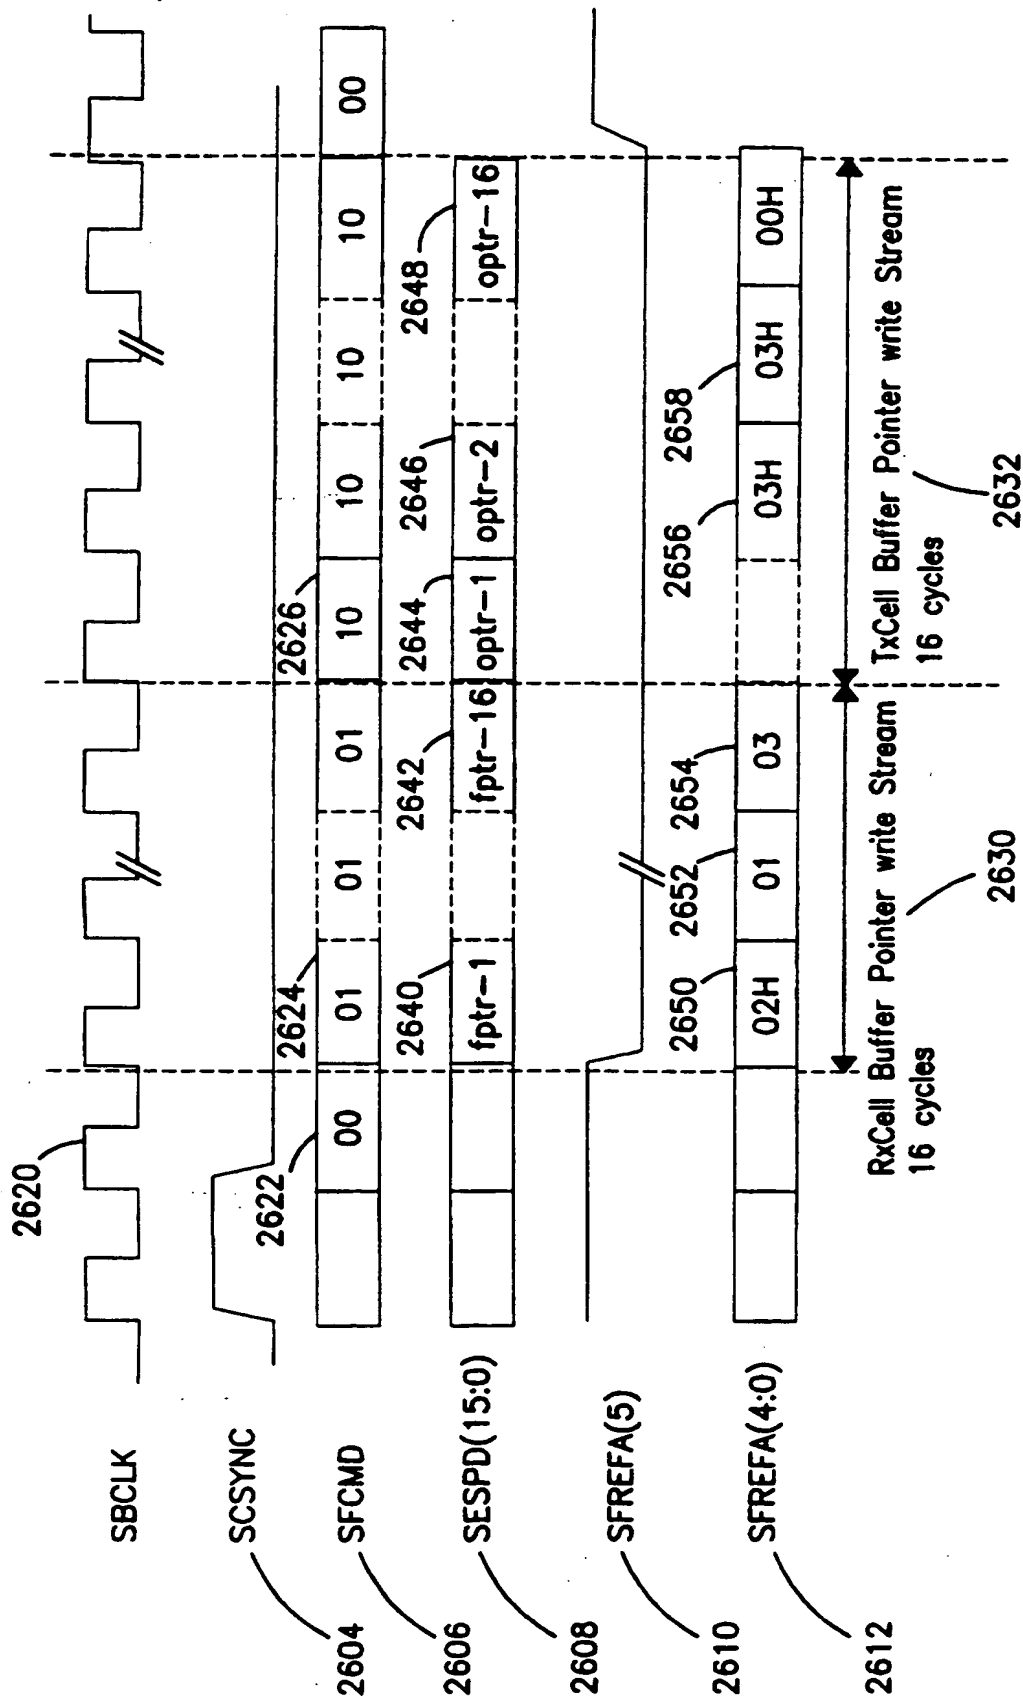 2620
SBCLK
SCSYNC
2604
2622 2624 2626
SFCMD 00 01 01 01 10 10 10 10 00
2606
2640 2642 2644 2646 2648
SESPD(15:0) fptr-1 fptr-16 optr-1 optr-2 optr-16
2608
SFREFA(5)
2610
2650 2652 2654 2656 2658
SFREFA(4:0) 02H 01 03 03H 03H 00H
2612
RxCell Buffer Pointer write Stream
16 cycles
2630
TxCell Buffer Pointer write Stream
16 cycles
2632